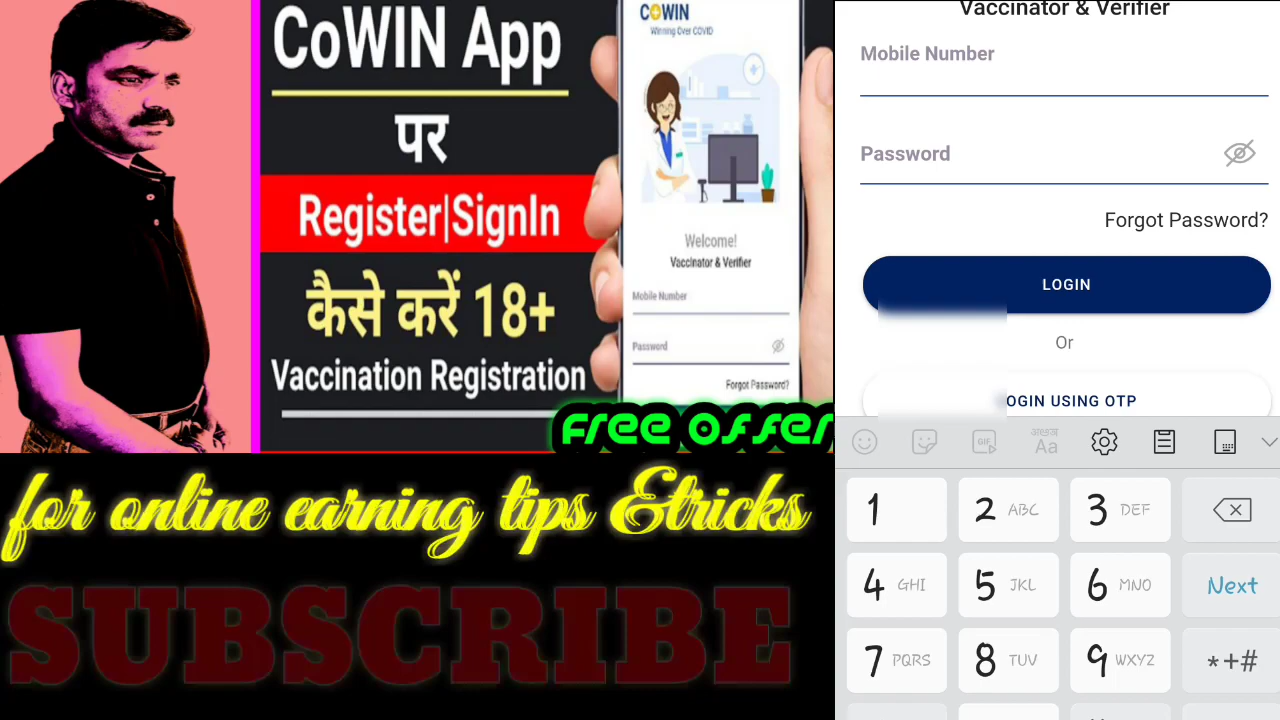 CoWIN App
पर
Register|SignIn
कैसे करें 18+
Vaccination Registration
COWIN
Winning Over COVID
Welcome!
Vaccinator & Verifier
Mobile Number
Password
Forgot Password?
FREE OFFER
for online earning tips & tricks
SUBSCRIBE
Vaccinator & Verifier
Mobile Number
Password
Forgot Password?
LOGIN
Or
OGIN USING OTP
GIF
Aa
1
2 ABC
3 DEF
4 GHI
5 JKL
6 MNO
Next
7 PQRS
8 TUV
9 WXYZ
*+#